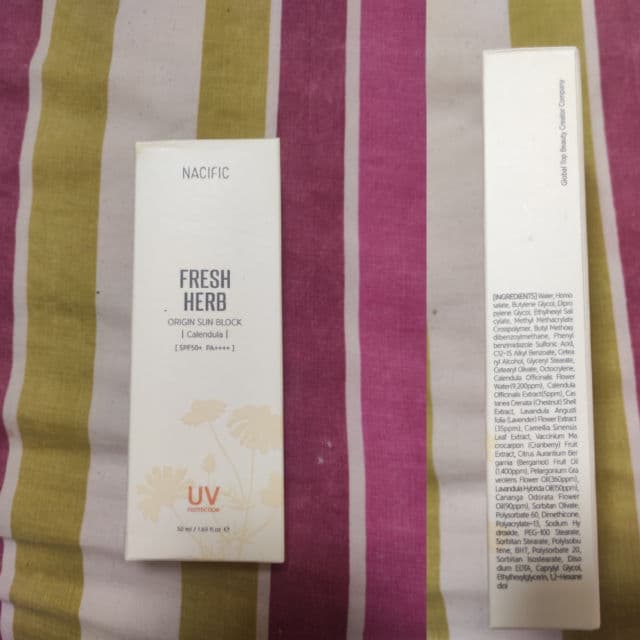 NACIFIC
FRESH
HERB
ORIGIN SUN BLOCK
| Calendula |
[ SPF50+ PA++++ ]
UV
PROTECTION
50 ml / 1.69 fl.oz ℮
Global Top Beauty Creator Company
[INGREDIENTS] Water, Homo
salate, Butylene Glycol, Dipro
pylene Glycol, Ethylhexyl Sali
cylate, Methyl Methacrylate
Crosspolymer, Butyl Methoxy
dibenzoylmethane, Phenyl
benzimidazole Sulfonic Acid,
C12-15 Alkyl Benzoate, Cetea
ryl Alcohol, Glyceryl Stearate,
Cetearyl Olivate, Octocrylene,
Calendula Officinalis Flower
Water(9,200ppm), Calendula
Officinalis Extract(5ppm), Cas
tanea Crenata (Chestnut) Shell
Extract, Lavandula Angusti
folia (Lavender) Flower Extract
(35ppm), Camellia Sinensis
Leaf Extract, Vaccinium Ma
crocarpon (Cranberry) Fruit
Extract, Citrus Aurantium Ber
gamia (Bergamot) Fruit Oil
(1,400ppm), Pelargonium Gra
veolens Flower Oil(360ppm),
Lavandula Hybrida Oil(150ppm),
Cananga Odorata Flower
Oil(90ppm), Sorbitan Olivate,
Polysorbate 60, Dimethicone,
Polyacrylate-13, Sodium Hy
droxide, PEG-100 Stearate,
Sorbitan Stearate, Polyisobu
tene, BHT, Polysorbate 20,
Sorbitan Isostearate, Diso
dium EDTA, Caprylyl Glycol,
Ethylhexylglycerin, 1,2-Hexane
diol